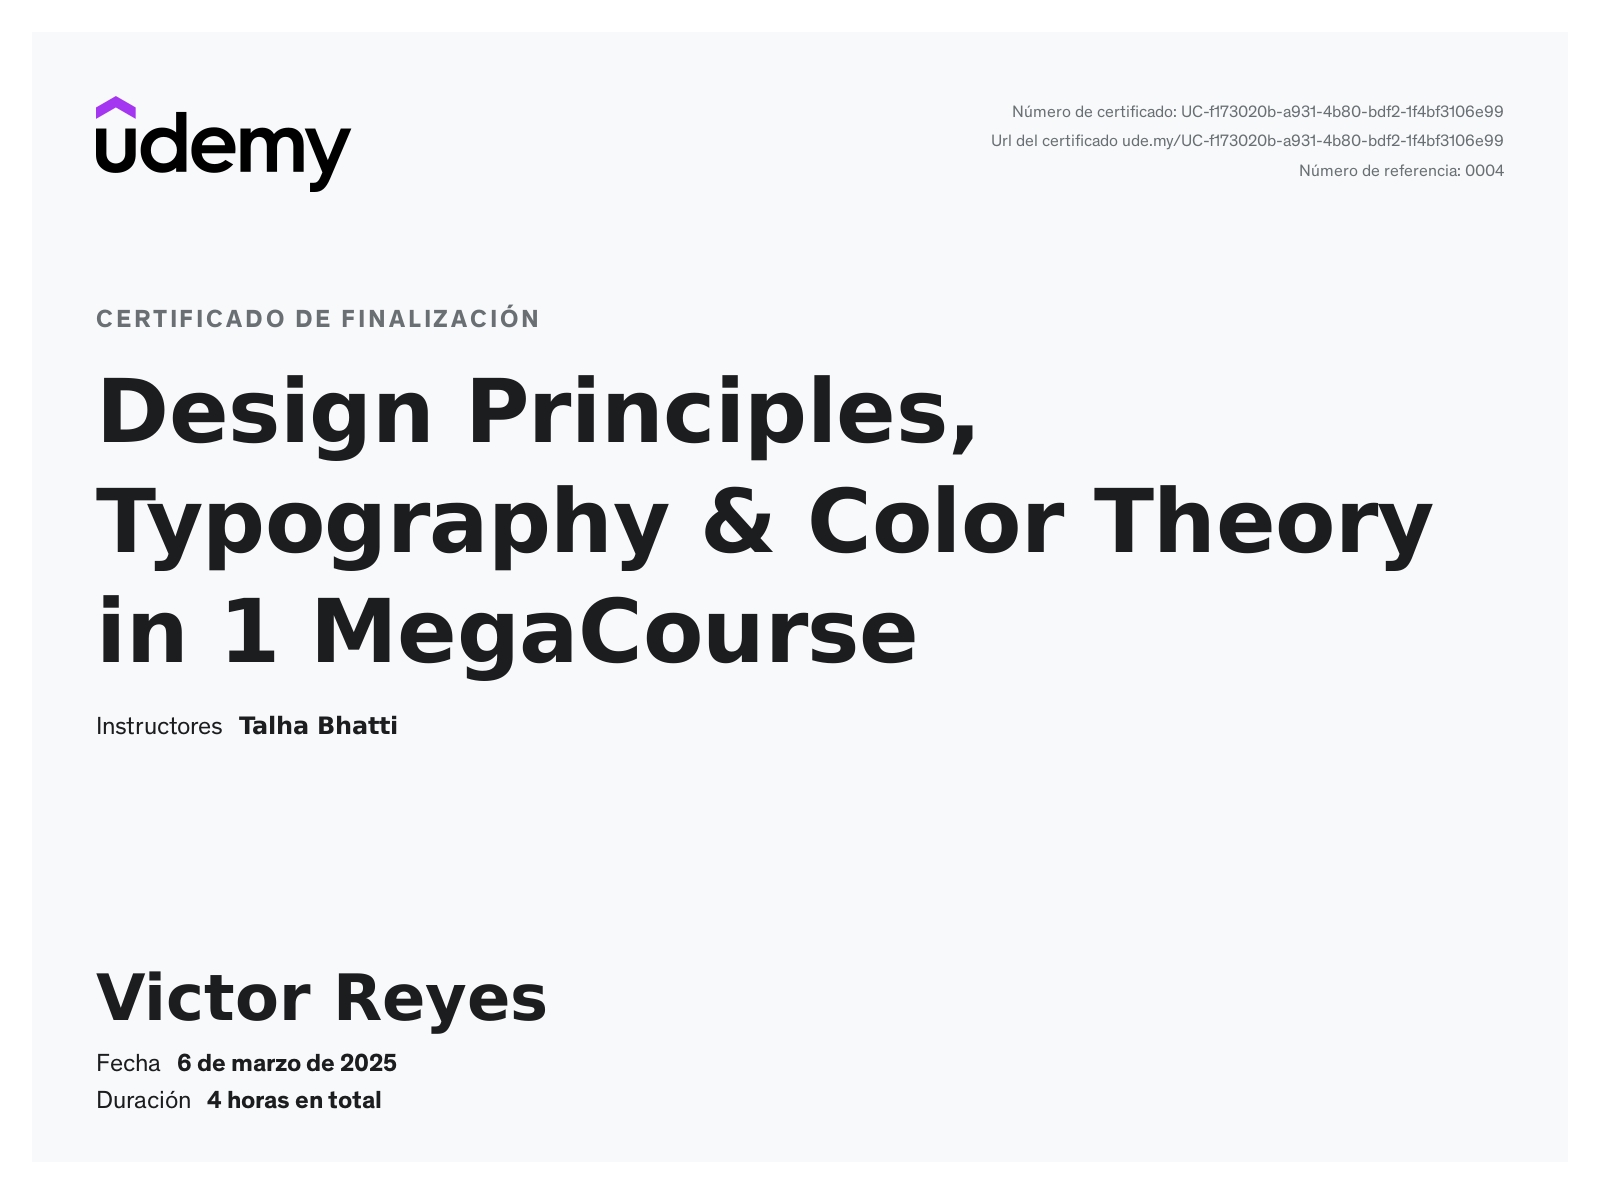 udemy
Número de certificado: UC-f173020b-a931-4b80-bdf2-1f4bf3106e99
Url del certificado ude.my/UC-f173020b-a931-4b80-bdf2-1f4bf3106e99
Número de referencia: 0004
CERTIFICADO DE FINALIZACIÓN
Design Principles,
Typography & Color Theory
in 1 MegaCourse
Instructores Talha Bhatti
Victor Reyes
Fecha 6 de marzo de 2025
Duración 4 horas en total